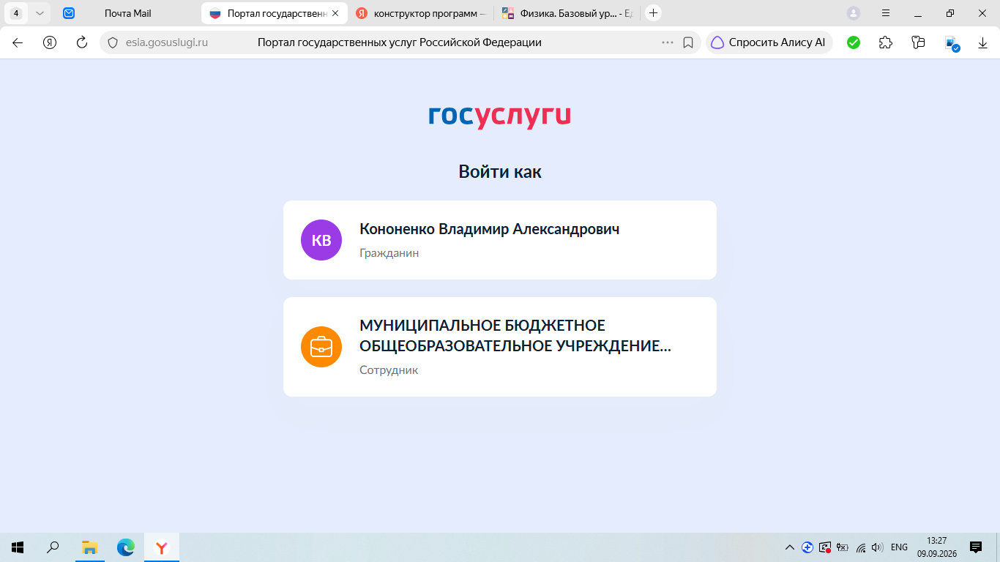 4
Почта Mail
Портал государственн
конструктор программ –
Физика. Базовый ур... - Ед
esia.gosuslugi.ru
Портал государственных услуг Российской Федерации
Спросить Алису AI
госуслуги
Войти как
КВ
Кононенко Владимир Александрович
Гражданин
МУНИЦИПАЛЬНОЕ БЮДЖЕТНОЕ
ОБЩЕОБРАЗОВАТЕЛЬНОЕ УЧРЕЖДЕНИЕ...
Сотрудник
ENG
13:27
09.09.2026